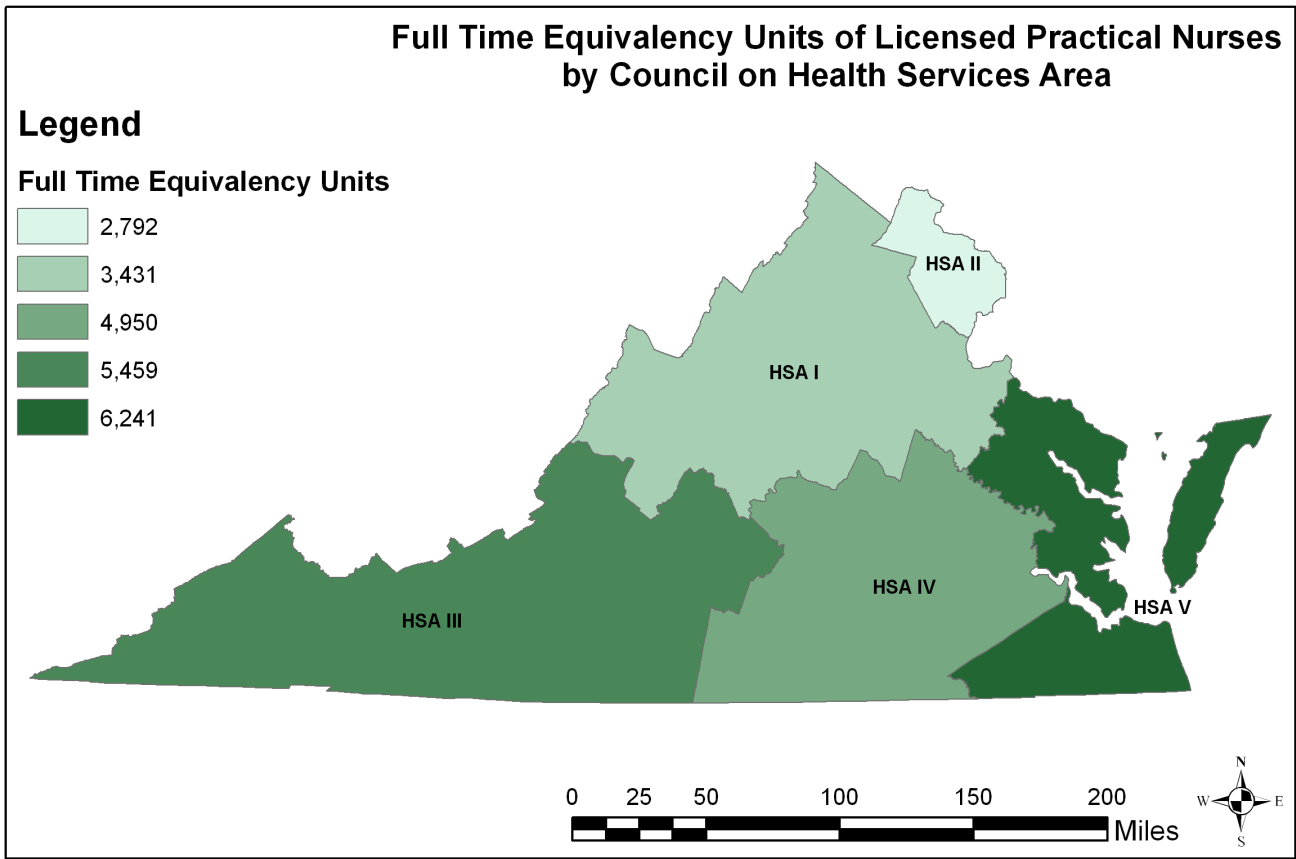 Full Time Equivalency Units of Licensed Practical Nurses
by Council on Health Services Area
Legend
Full Time Equivalency Units
2,792
3,431
4,950
5,459
6,241
HSA II
HSA I
HSA IV
HSA V
HSA III
0 25 50 100 150 200
Miles
N
W E
S